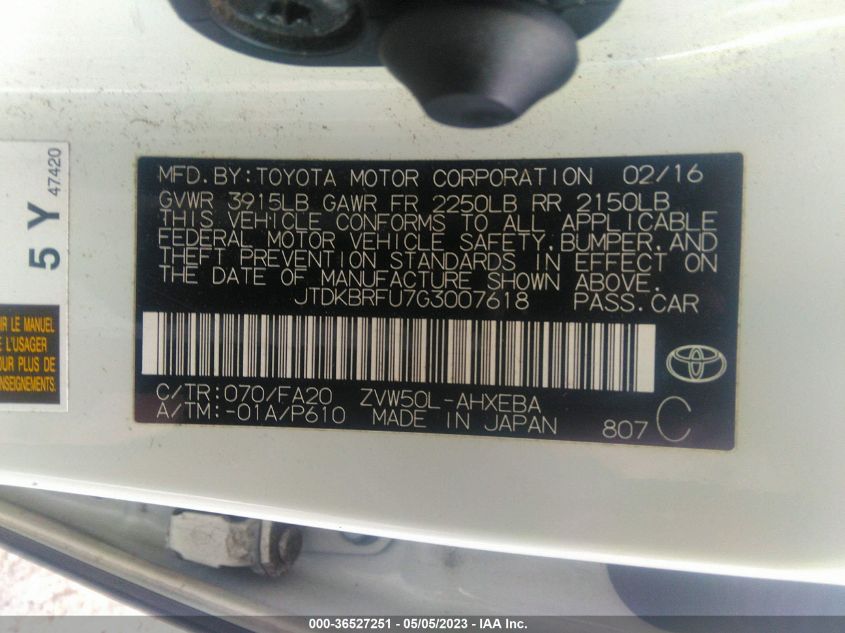 MFD. BY: TOYOTA MOTOR CORPORATION 02/16
GVWR 3915LB GAWR FR 2250LB RR 2150LB
THIS VEHICLE CONFORMS TO ALL APPLICABLE
FEDERAL MOTOR VEHICLE SAFETY, BUMPER, AND
THEFT PREVENTION STANDARDS IN EFFECT ON
THE DATE OF MANUFACTURE SHOWN ABOVE.
JTDKBRFU7G3007618 PASS. CAR
C/TR: 070/FA20 ZVW50L-AHXEBA
A/TM: -01A/P610 MADE IN JAPAN 807 C
5 Y
47420
LE MANUEL
L'USAGER
POUR PLUS DE
000-36527251 - 05/05/2023 - IAA Inc.